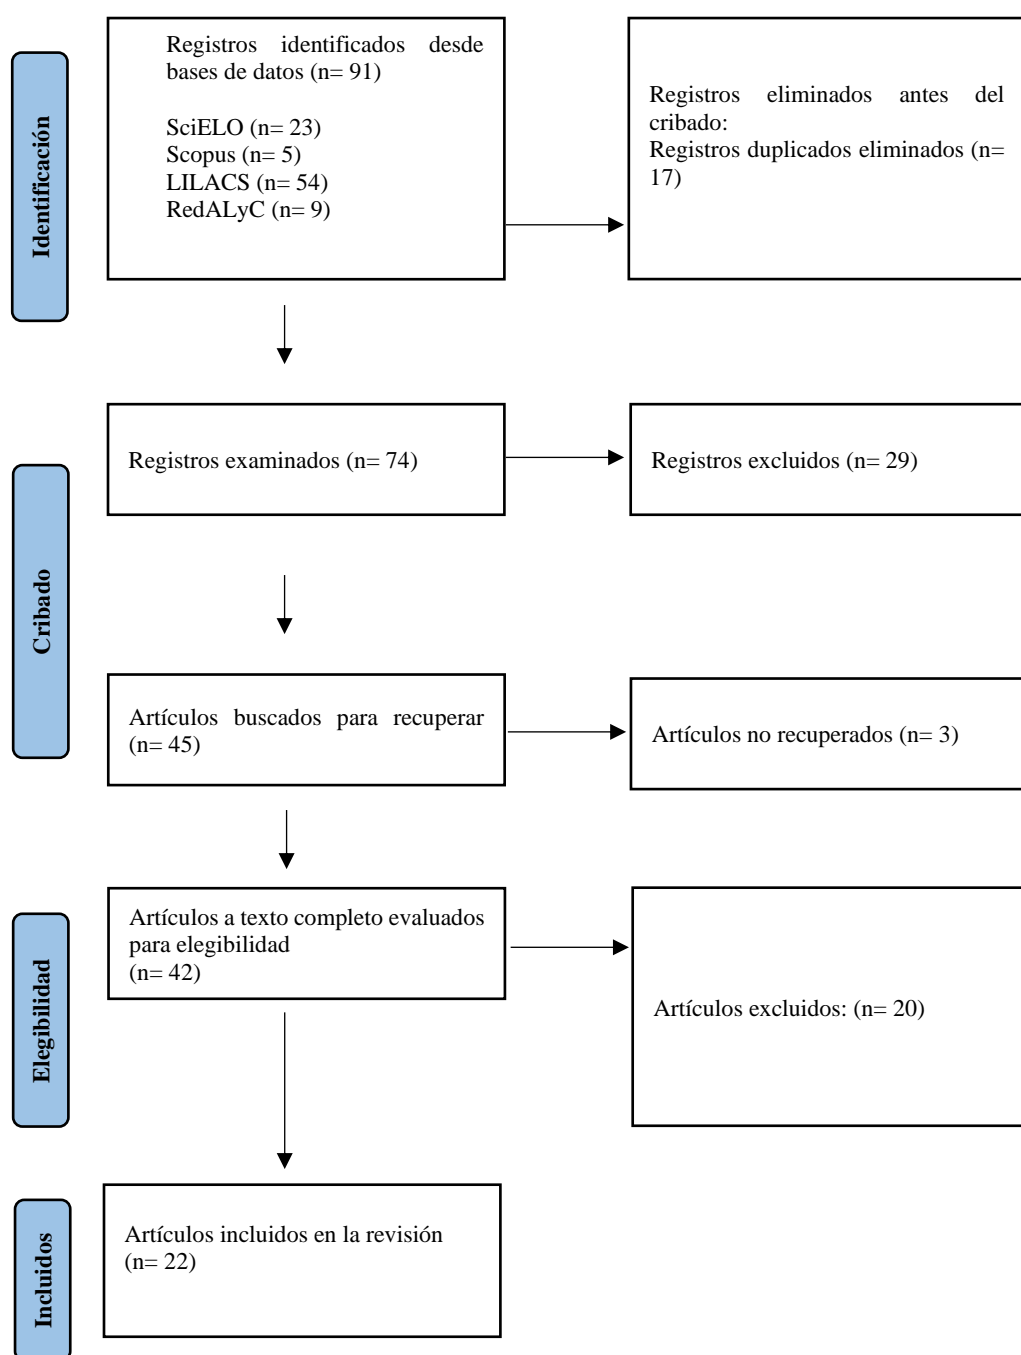 Identificación
Registros identificados desde
bases de datos (n= 91)
SciELO (n= 23)
Scopus (n= 5)
LILACS (n= 54)
RedALyC (n= 9)
Registros eliminados antes del
cribado:
Registros duplicados eliminados (n=
17)
Cribado
Registros examinados (n= 74)
Registros excluidos (n= 29)
Artículos buscados para recuperar
(n= 45)
Artículos no recuperados (n= 3)
Elegibilidad
Artículos a texto completo evaluados
para elegibilidad
(n= 42)
Artículos excluidos: (n= 20)
Incluidos
Artículos incluidos en la revisión
(n= 22)